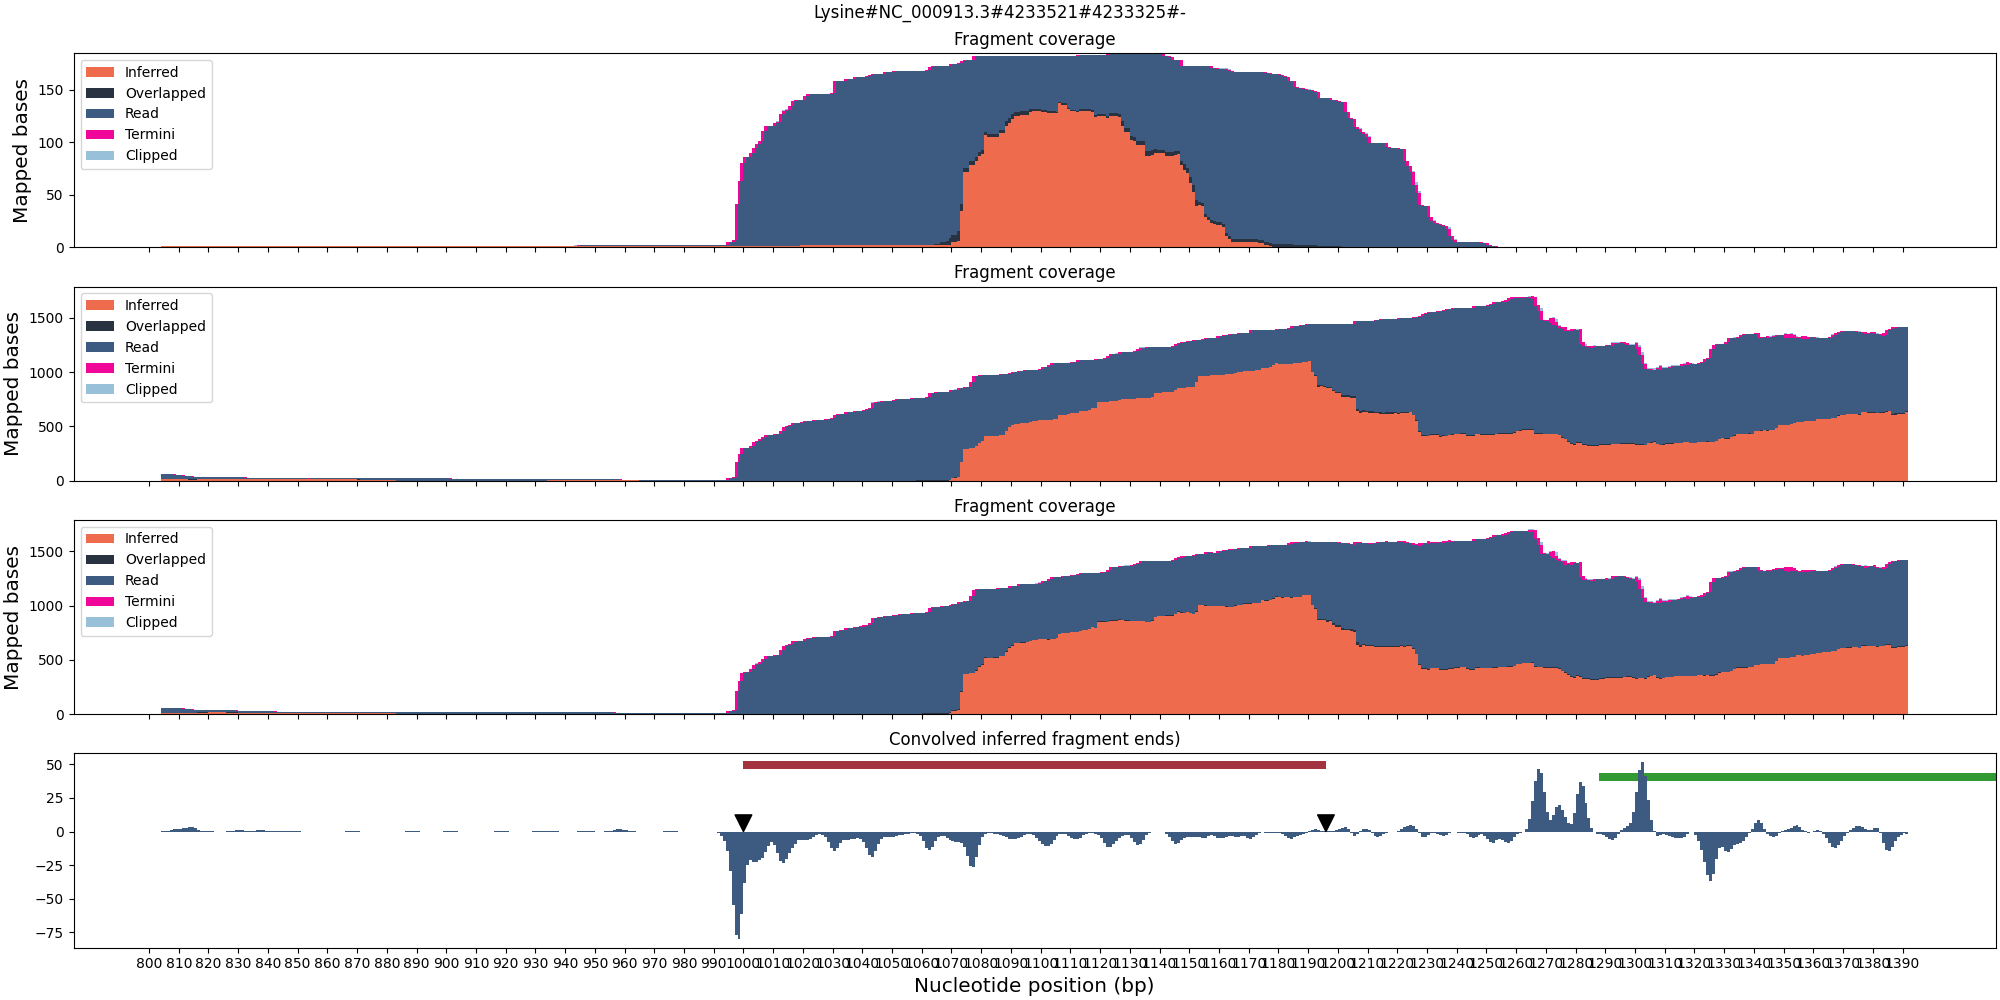 Lysine#NC_000913.3#4233521#4233325#-
Fragment coverage
Mapped bases
150
100
50
0
Inferred
Overlapped
Read
Termini
Clipped
Fragment coverage
Mapped bases
1500
1000
500
0
Inferred
Overlapped
Read
Termini
Clipped
Fragment coverage
Mapped bases
1500
1000
500
0
Inferred
Overlapped
Read
Termini
Clipped
Convolved inferred fragment ends)
50
25
0
−25
−50
−75
800 810 820 830 840 850 860 870 880 890 900 910 920 930 940 950 960 970 980 990 1000 1010 1020 1030 1040 1050 1060 1070 1080 1090 1100 1110 1120 1130 1140 1150 1160 1170 1180 1190 1200 1210 1220 1230 1240 1250 1260 1270 1280 1290 1300 1310 1320 1330 1340 1350 1360 1370 1380 1390
Nucleotide position (bp)